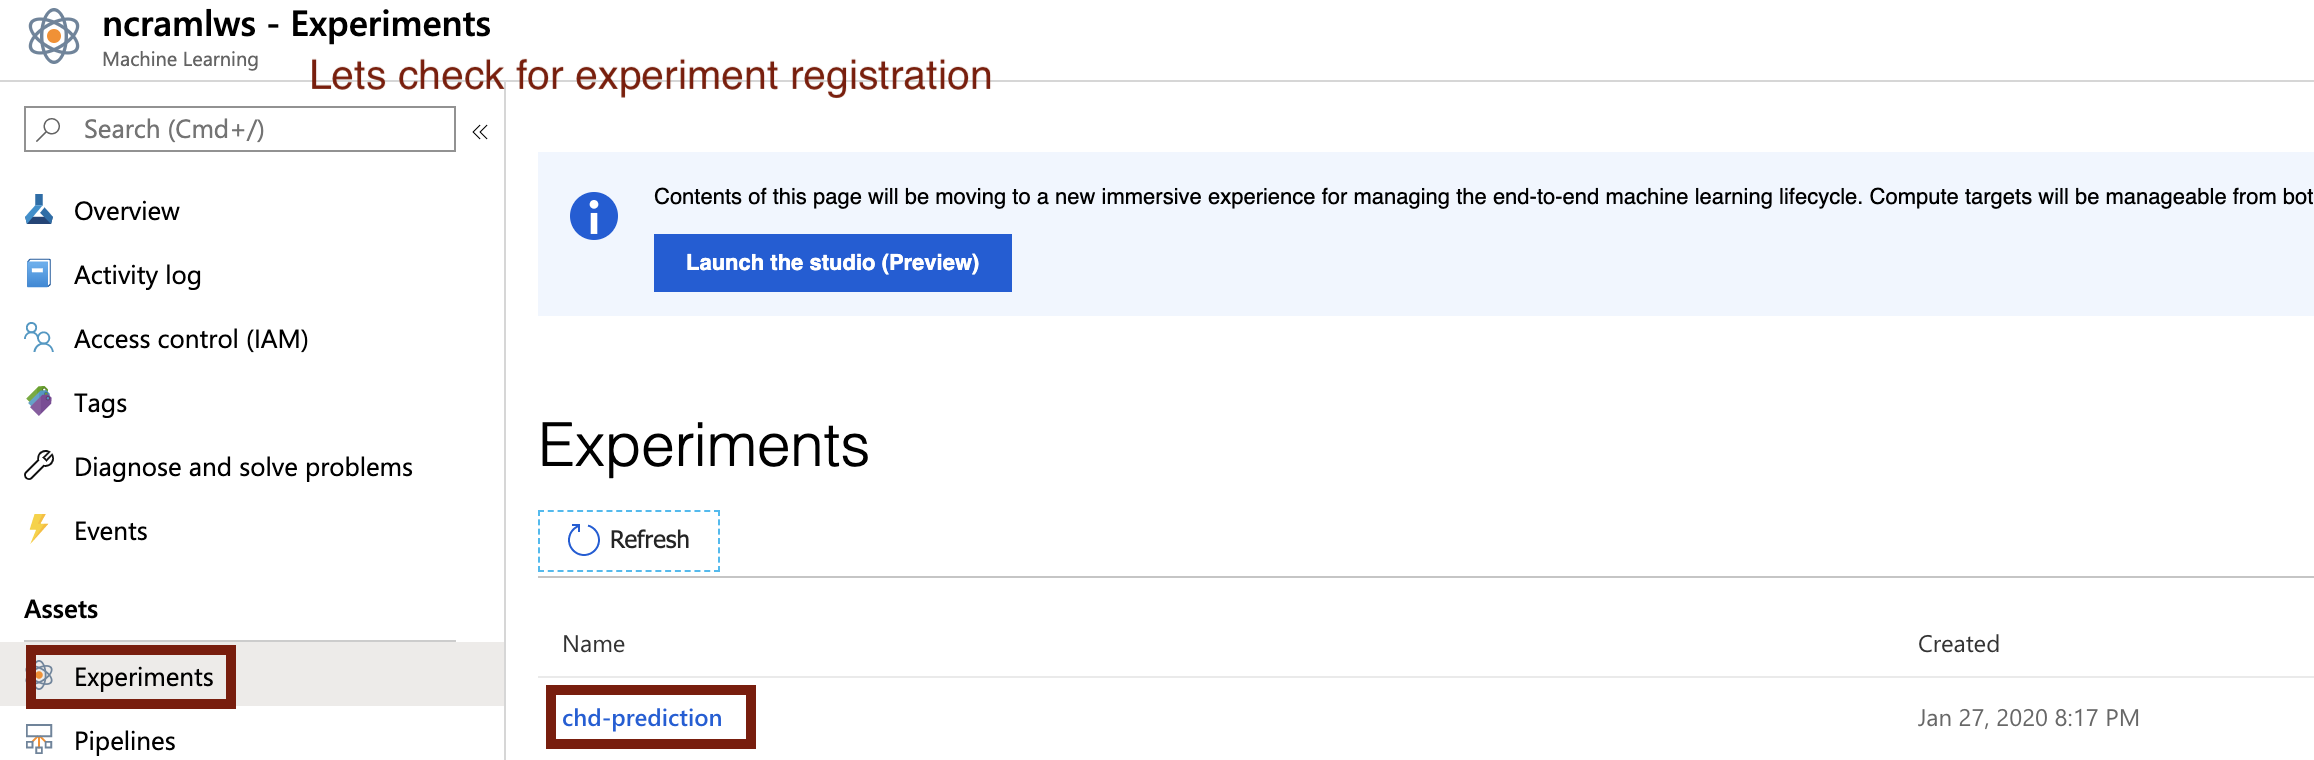 ncramlws - Experiments
Machine Learning
Lets check for experiment registration
Search (Cmd+/)
«
Contents of this page will be moving to a new immersive experience for managing the end-to-end machine learning lifecycle. Compute targets will be manageable from bot
Launch the studio (Preview)
Overview
Activity log
Access control (IAM)
Tags
Diagnose and solve problems
Events
Assets
Experiments
Pipelines
Experiments
Refresh
Name Created
chd-prediction Jan 27, 2020 8:17 PM